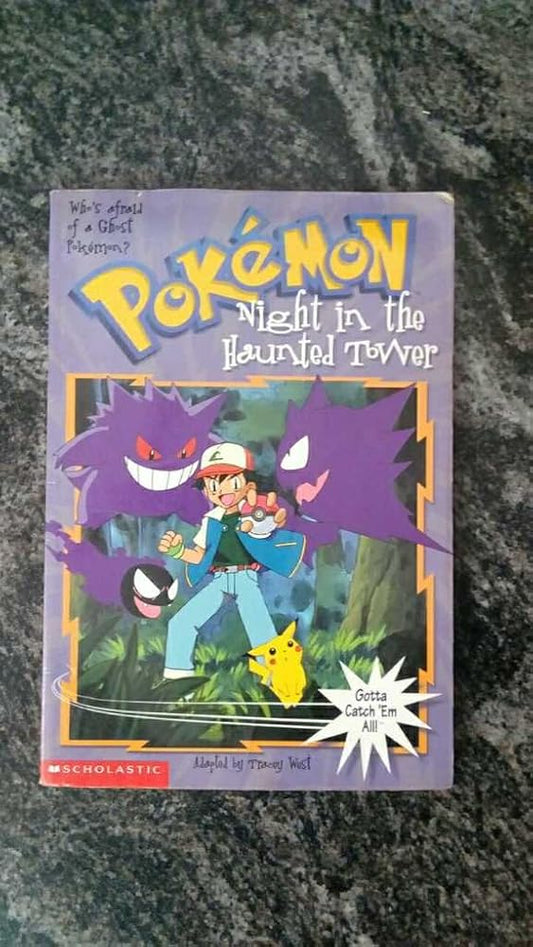 Who's afraid
of a Ghost
Pokémon?
POKéMON
Night in the
Haunted Tower
Gotta
Catch 'Em
All!™
SCHOLASTIC
Adapted by Tracey West